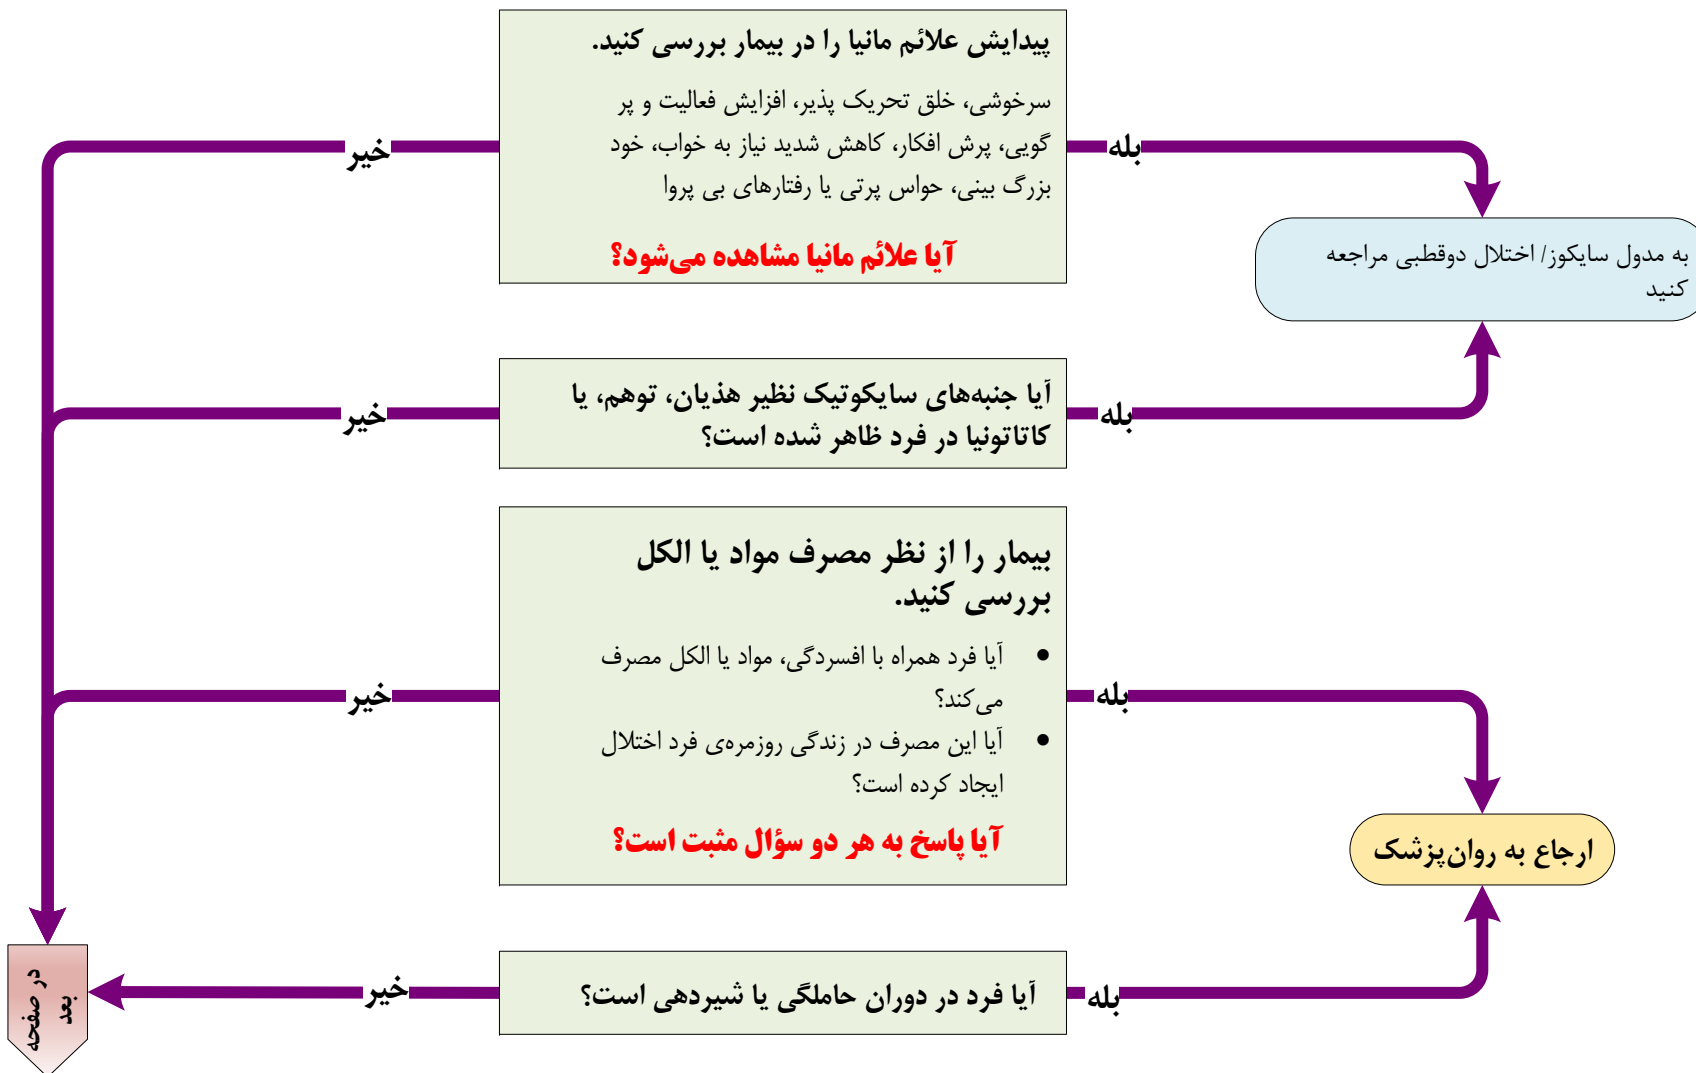 پیدایش علائم مانیا را در بیمار بررسی کنید.
سرخوشی، خلق تحریک پذیر، افزایش فعالیت و پر
گویی، پرش افکار، کاهش شدید نیاز به خواب، خود
بزرگ بینی، حواس پرتی یا رفتارهای بی پروا
آیا علائم مانیا مشاهده می‌شود؟
بله
خیر
به مدول سایکوز/ اختلال دوقطبی مراجعه
کنید
آیا جنبه‌های سایکوتیک نظیر هذیان، توهم، یا
کاتاتونیا در فرد ظاهر شده است؟
بله
خیر
بیمار را از نظر مصرف مواد یا الکل
بررسی کنید.
● آیا فرد همراه با افسردگی، مواد یا الکل مصرف
می‌کند؟
● آیا این مصرف در زندگی روزمره‌ی فرد اختلال
ایجاد کرده است؟
آیا پاسخ به هر دو سؤال مثبت است؟
بله
خیر
ارجاع به روان‌پزشک
آیا فرد در دوران حاملگی یا شیردهی است؟
بله
خیر
در صفحه
بعد